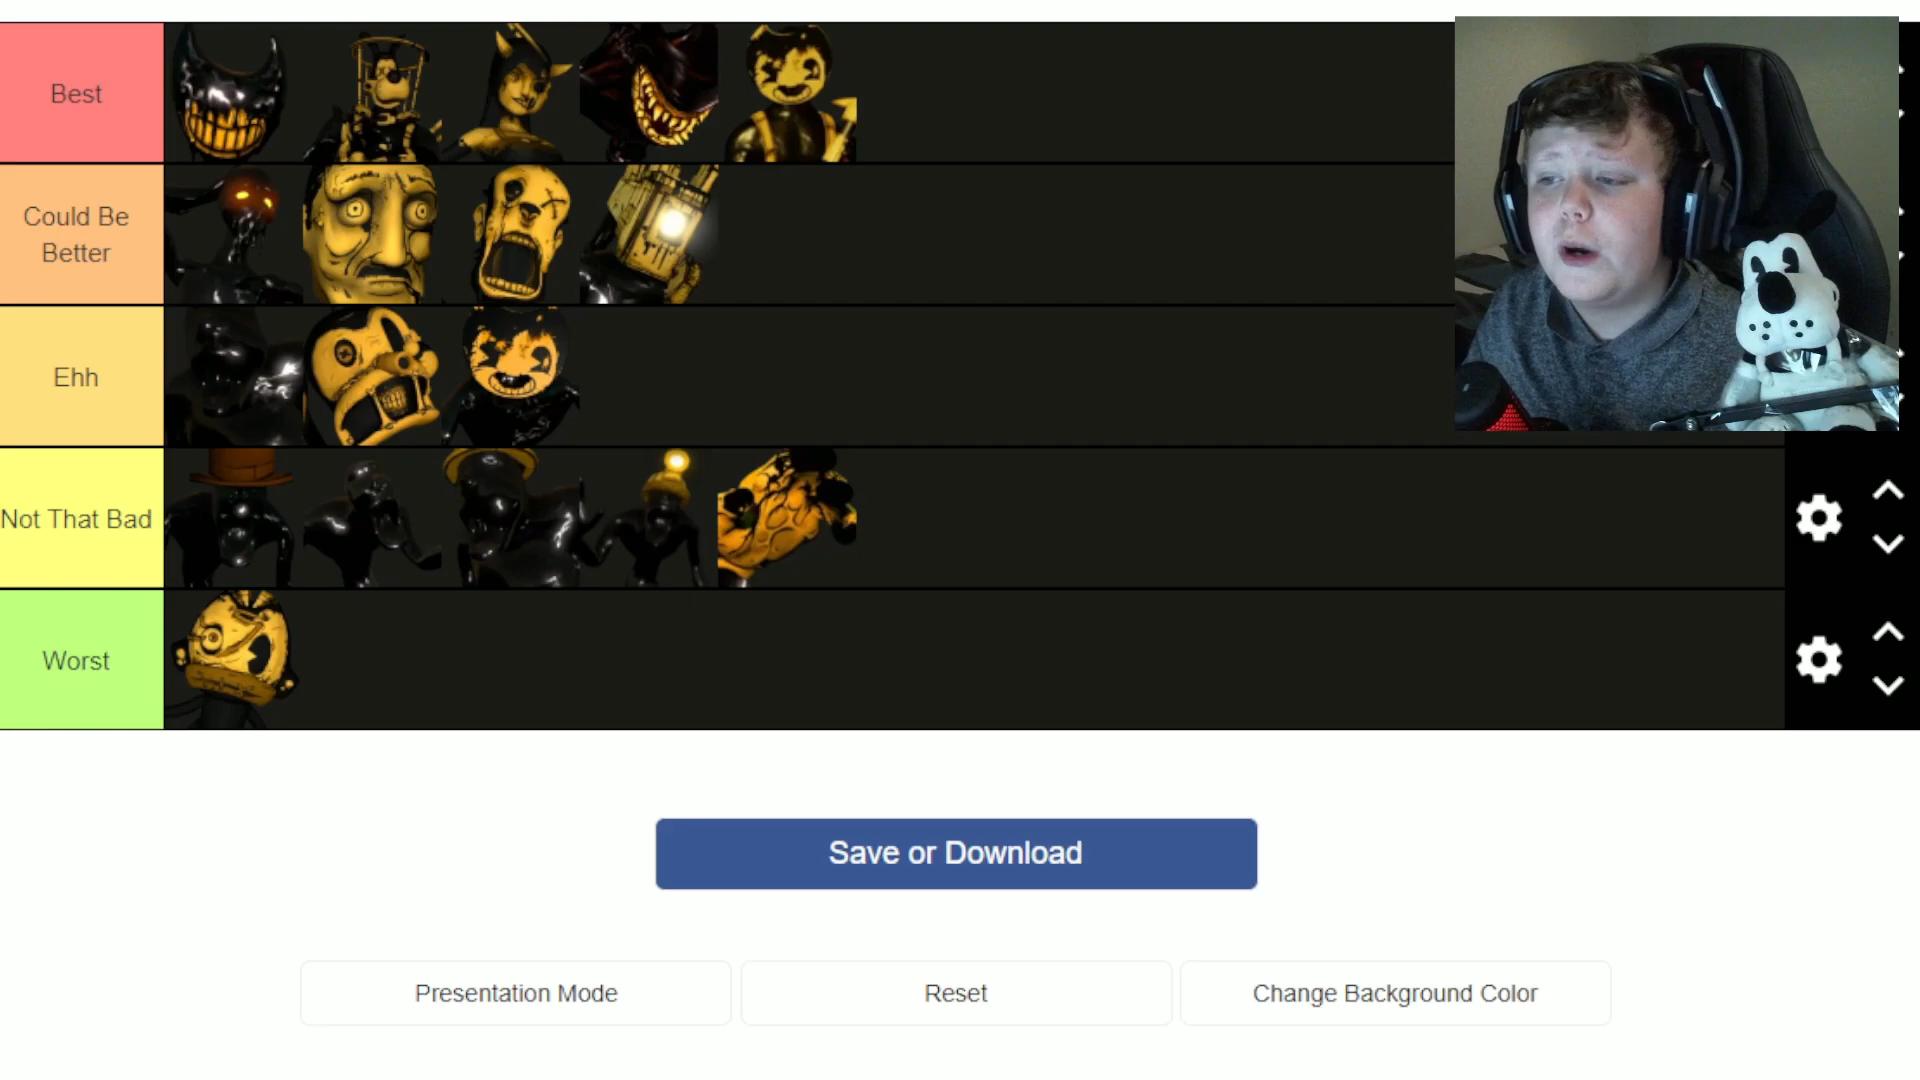 Best
Could Be
Better
Ehh
Not That Bad
Worst
Save or Download
Presentation Mode
Reset
Change Background Color